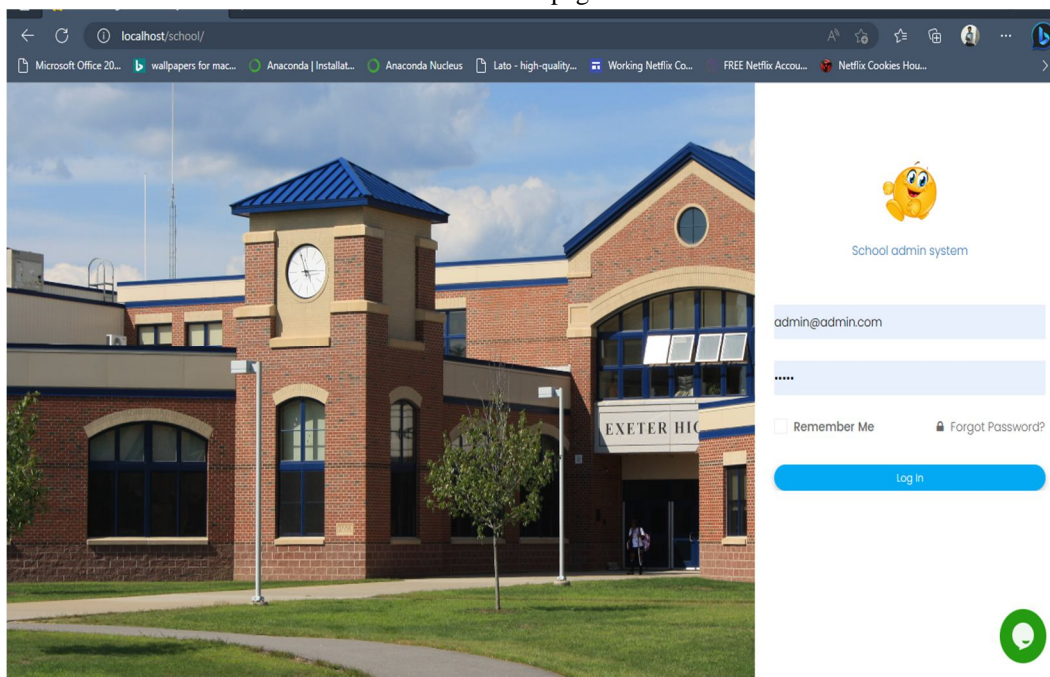 localhost/school/
Microsoft Office 20... wallpapers for mac... Anaconda | Installat... Anaconda Nucleus Lato - high-quality... Working Netflix Co... FREE Netflix Accou... Netflix Cookies Hou...
EXETER HIG
School admin system
admin@admin.com
•••••
Remember Me Forgot Password?
Log In